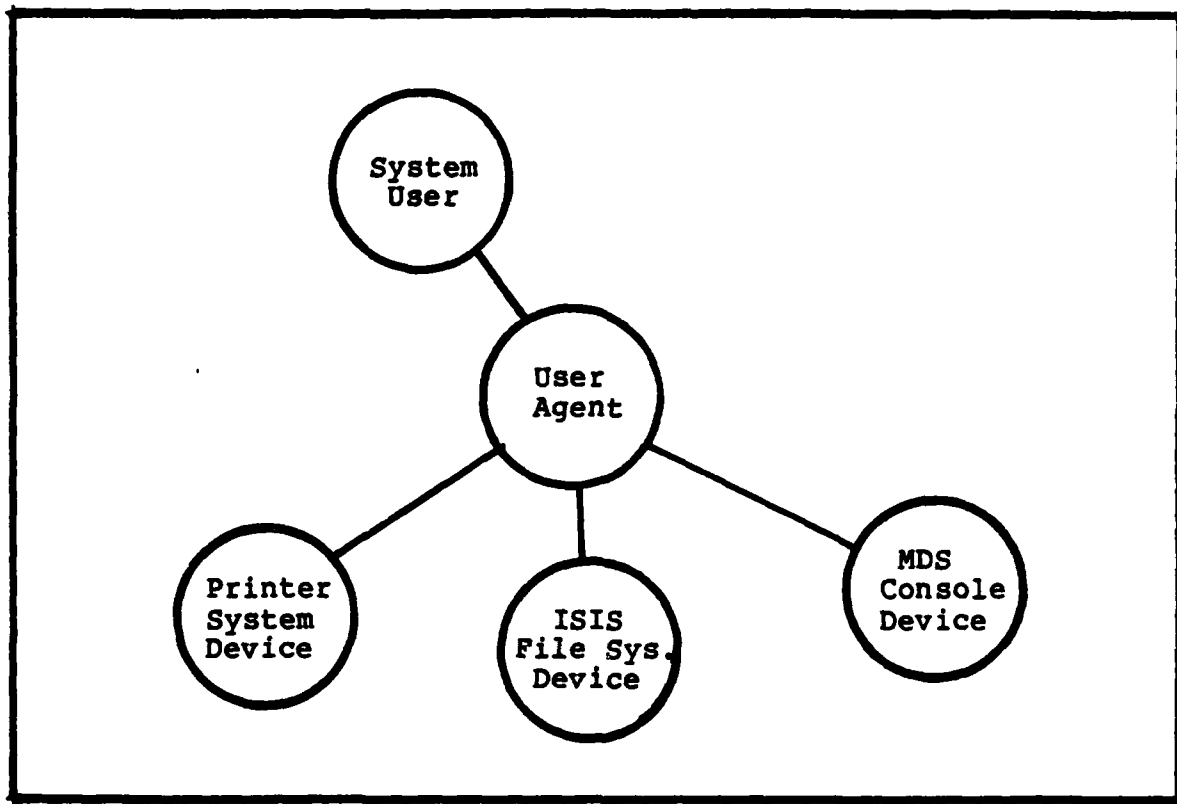 System
User
User
Agent
Printer
System
Device
ISIS
File Sys.
Device
MDS
Console
Device